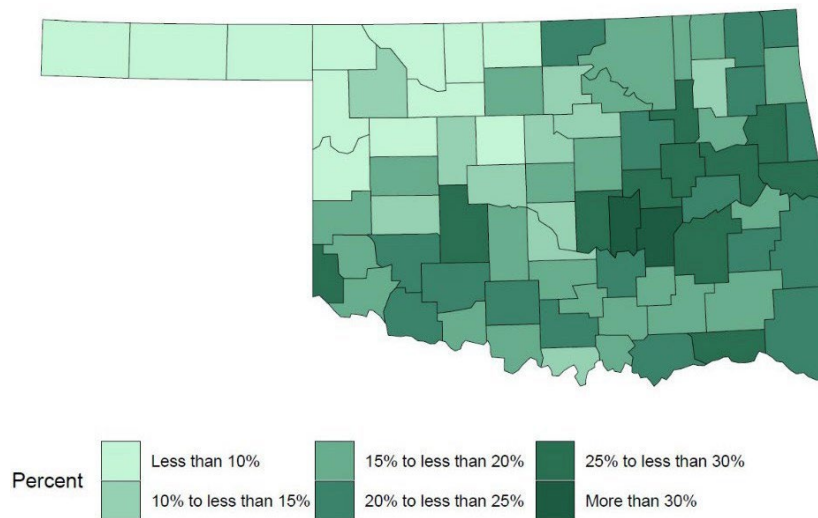 Percent
Less than 10%
15% to less than 20%
25% to less than 30%
10% to less than 15%
20% to less than 25%
More than 30%